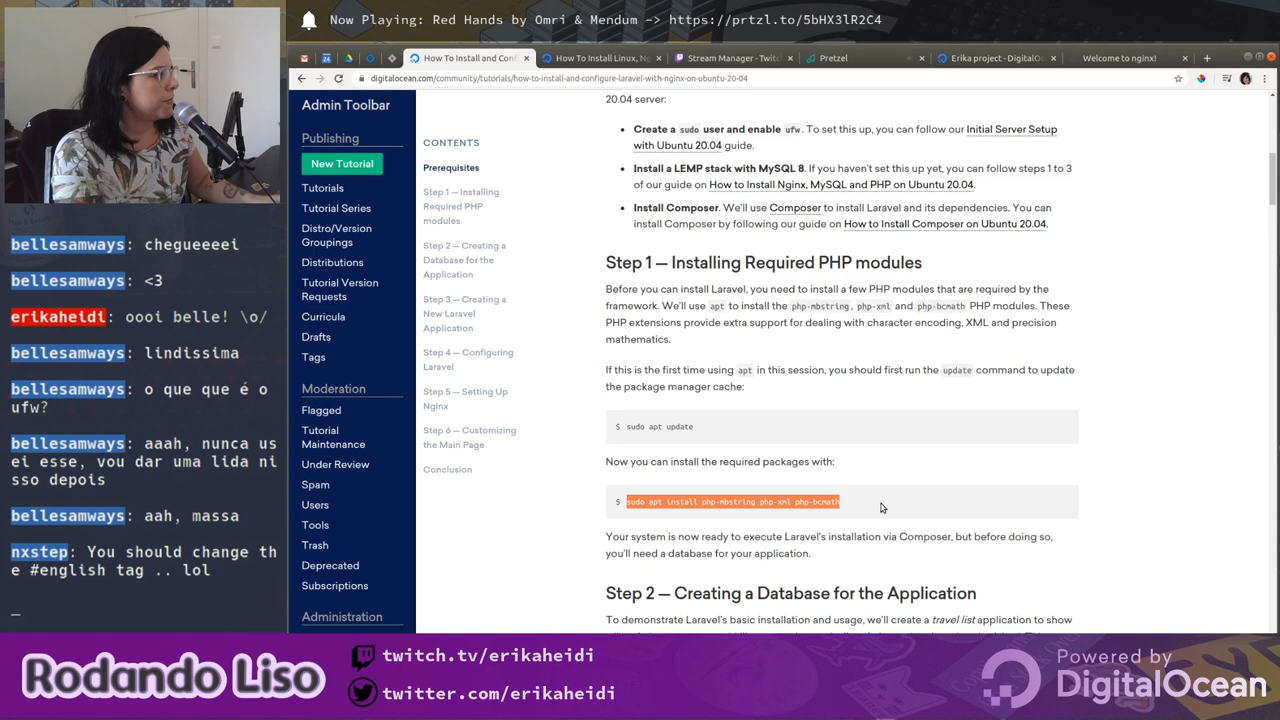 Now Playing: Red Hands by Omri & Mendum -> https://prtzl.to/5bHX3lR2C4
How To Install and Conf
How To Install Linux, N
Stream Manager - Twitc
Pretzel
Erika project - DigitalO
Welcome to nginx!
digitalocean.com/community/tutorials/how-to-install-and-configure-laravel-with-nginx-on-ubuntu-20-04
bellesamways: chegueeeei
bellesamways: <3
erikaheidi: oooi belle! \o/
bellesamways: lindissima
bellesamways: o que que é o
ufw?
bellesamways: aaah, nunca us
ei esse, vou dar uma lida ni
sso depois
bellesamways: aah, massa
nxstep: You should change th
e #english tag .. lol
_
Admin Toolbar
Publishing
New Tutorial
Tutorials
Tutorial Series
Distro/Version
Groupings
Distributions
Tutorial Version
Requests
Curricula
Drafts
Tags
Moderation
Flagged
Tutorial
Maintenance
Under Review
Spam
Users
Tools
Trash
Deprecated
Subscriptions
Administration
CONTENTS
Prerequisites
Step 1 — Installing
Required PHP
modules
Step 2 — Creating a
Database for the
Application
Step 3 — Creating a
New Laravel
Application
Step 4 — Configuring
Laravel
Step 5 — Setting Up
Nginx
Step 6 — Customizing
the Main Page
Conclusion
20.04 server:
• Create a sudo user and enable ufw. To set this up, you can follow our Initial Server Setup
with Ubuntu 20.04 guide.
• Install a LEMP stack with MySQL 8. If you haven't set this up yet, you can follow steps 1 to 3
of our guide on How to Install Nginx, MySQL and PHP on Ubuntu 20.04.
• Install Composer. We'll use Composer to install Laravel and its dependencies. You can
install Composer by following our guide on How to Install Composer on Ubuntu 20.04.
Step 1 — Installing Required PHP modules
Before you can install Laravel, you need to install a few PHP modules that are required by the
framework. We'll use apt to install the php-mbstring, php-xml and php-bcmath PHP modules. These
PHP extensions provide extra support for dealing with character encoding, XML and precision
mathematics.
If this is the first time using apt in this session, you should first run the update command to update
the package manager cache:
$ sudo apt update
Now you can install the required packages with:
$ sudo apt install php-mbstring php-xml php-bcmath
Your system is now ready to execute Laravel's installation via Composer, but before doing so,
you'll need a database for your application.
Step 2 — Creating a Database for the Application
To demonstrate Laravel's basic installation and usage, we'll create a travel list application to show
Rodando Liso
twitch.tv/erikaheidi
twitter.com/erikaheidi
Powered by
DigitalOcean